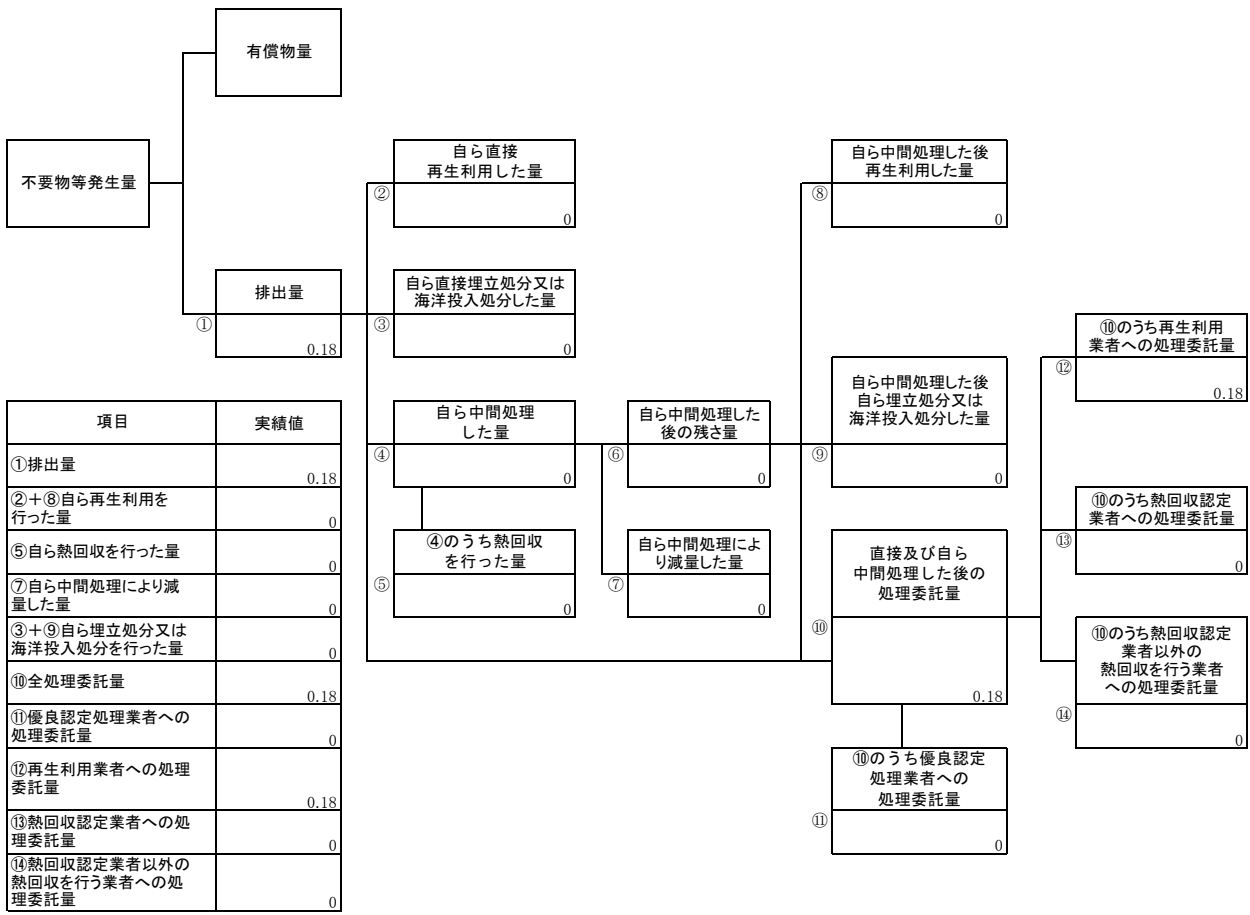 有償物量
不要物等発生量
自ら直接
再生利用した量
②
0
自ら中間処理した後
再生利用した量
⑧
0
排出量
①
0.18
自ら直接埋立処分又は
海洋投入処分した量
③
0
⑩のうち再生利用
業者への処理委託量
⑫
0.18
自ら中間処理
した量
④
0
自ら中間処理した
後の残さ量
⑥
0
自ら中間処理した後
自ら埋立処分又は
海洋投入処分した量
⑨
0
④のうち熱回収
を行った量
⑤
0
自ら中間処理によ
り減量した量
⑦
0
直接及び自ら
中間処理した後の
処理委託量
⑩
0.18
⑩のうち熱回収認定
業者への処理委託量
⑬
0
⑩のうち熱回収認定
業者以外の
熱回収を行う業者
への処理委託量
⑭
0
⑩のうち優良認定
処理業者への
処理委託量
⑪
0
項目 実績値
①排出量
0.18
②+⑧自ら再生利用を
行った量
0
⑤自ら熱回収を行った量
0
⑦自ら中間処理により減
量した量
0
③+⑨自ら埋立処分又は
海洋投入処分を行った量
0
⑩全処理委託量
0.18
⑪優良認定処理業者への
処理委託量
0
⑫再生利用業者への処理
委託量
0.18
⑬熱回収認定業者への処
理委託量
0
⑭熱回収認定業者以外の
熱回収を行う業者への処
理委託量
0